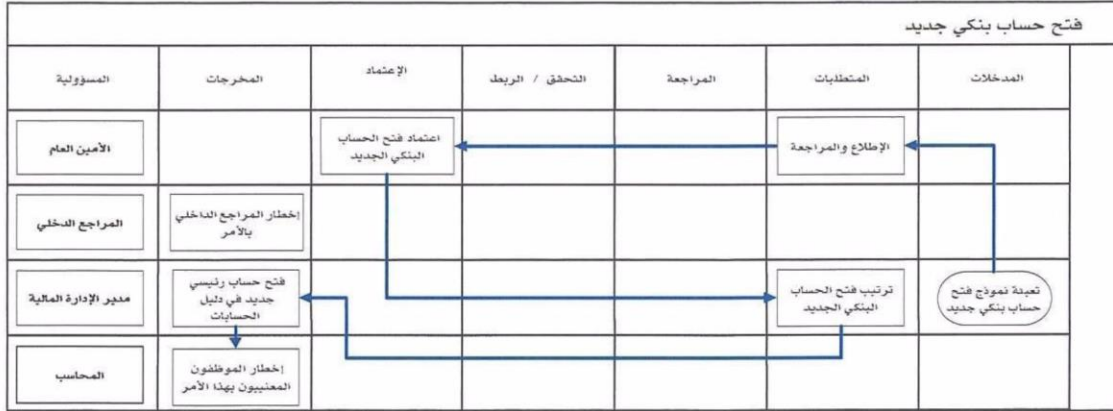 فتح حساب بنكي جديد
المدخلات
المتطلبات
المراجعة
التحقق / الربط
الإعتماد
المخرجات
المسؤولية
الإطلاع والمراجعة
اعتماد فتح الحساب
البنكي الجديد
الأمين العام
إخطار المراجع الداخلي
بالأمر
المراجع الدخلي
تعبئة نموذج فتح
حساب بنكي جديد
ترتيب فتح الحساب
البنكي الجديد
فتح حساب رئيسي
جديد في دليل
الحسابات
مدير الإدارة المالية
إخطار الموظفون
المعنييون بهذا الأمر
المحاسب